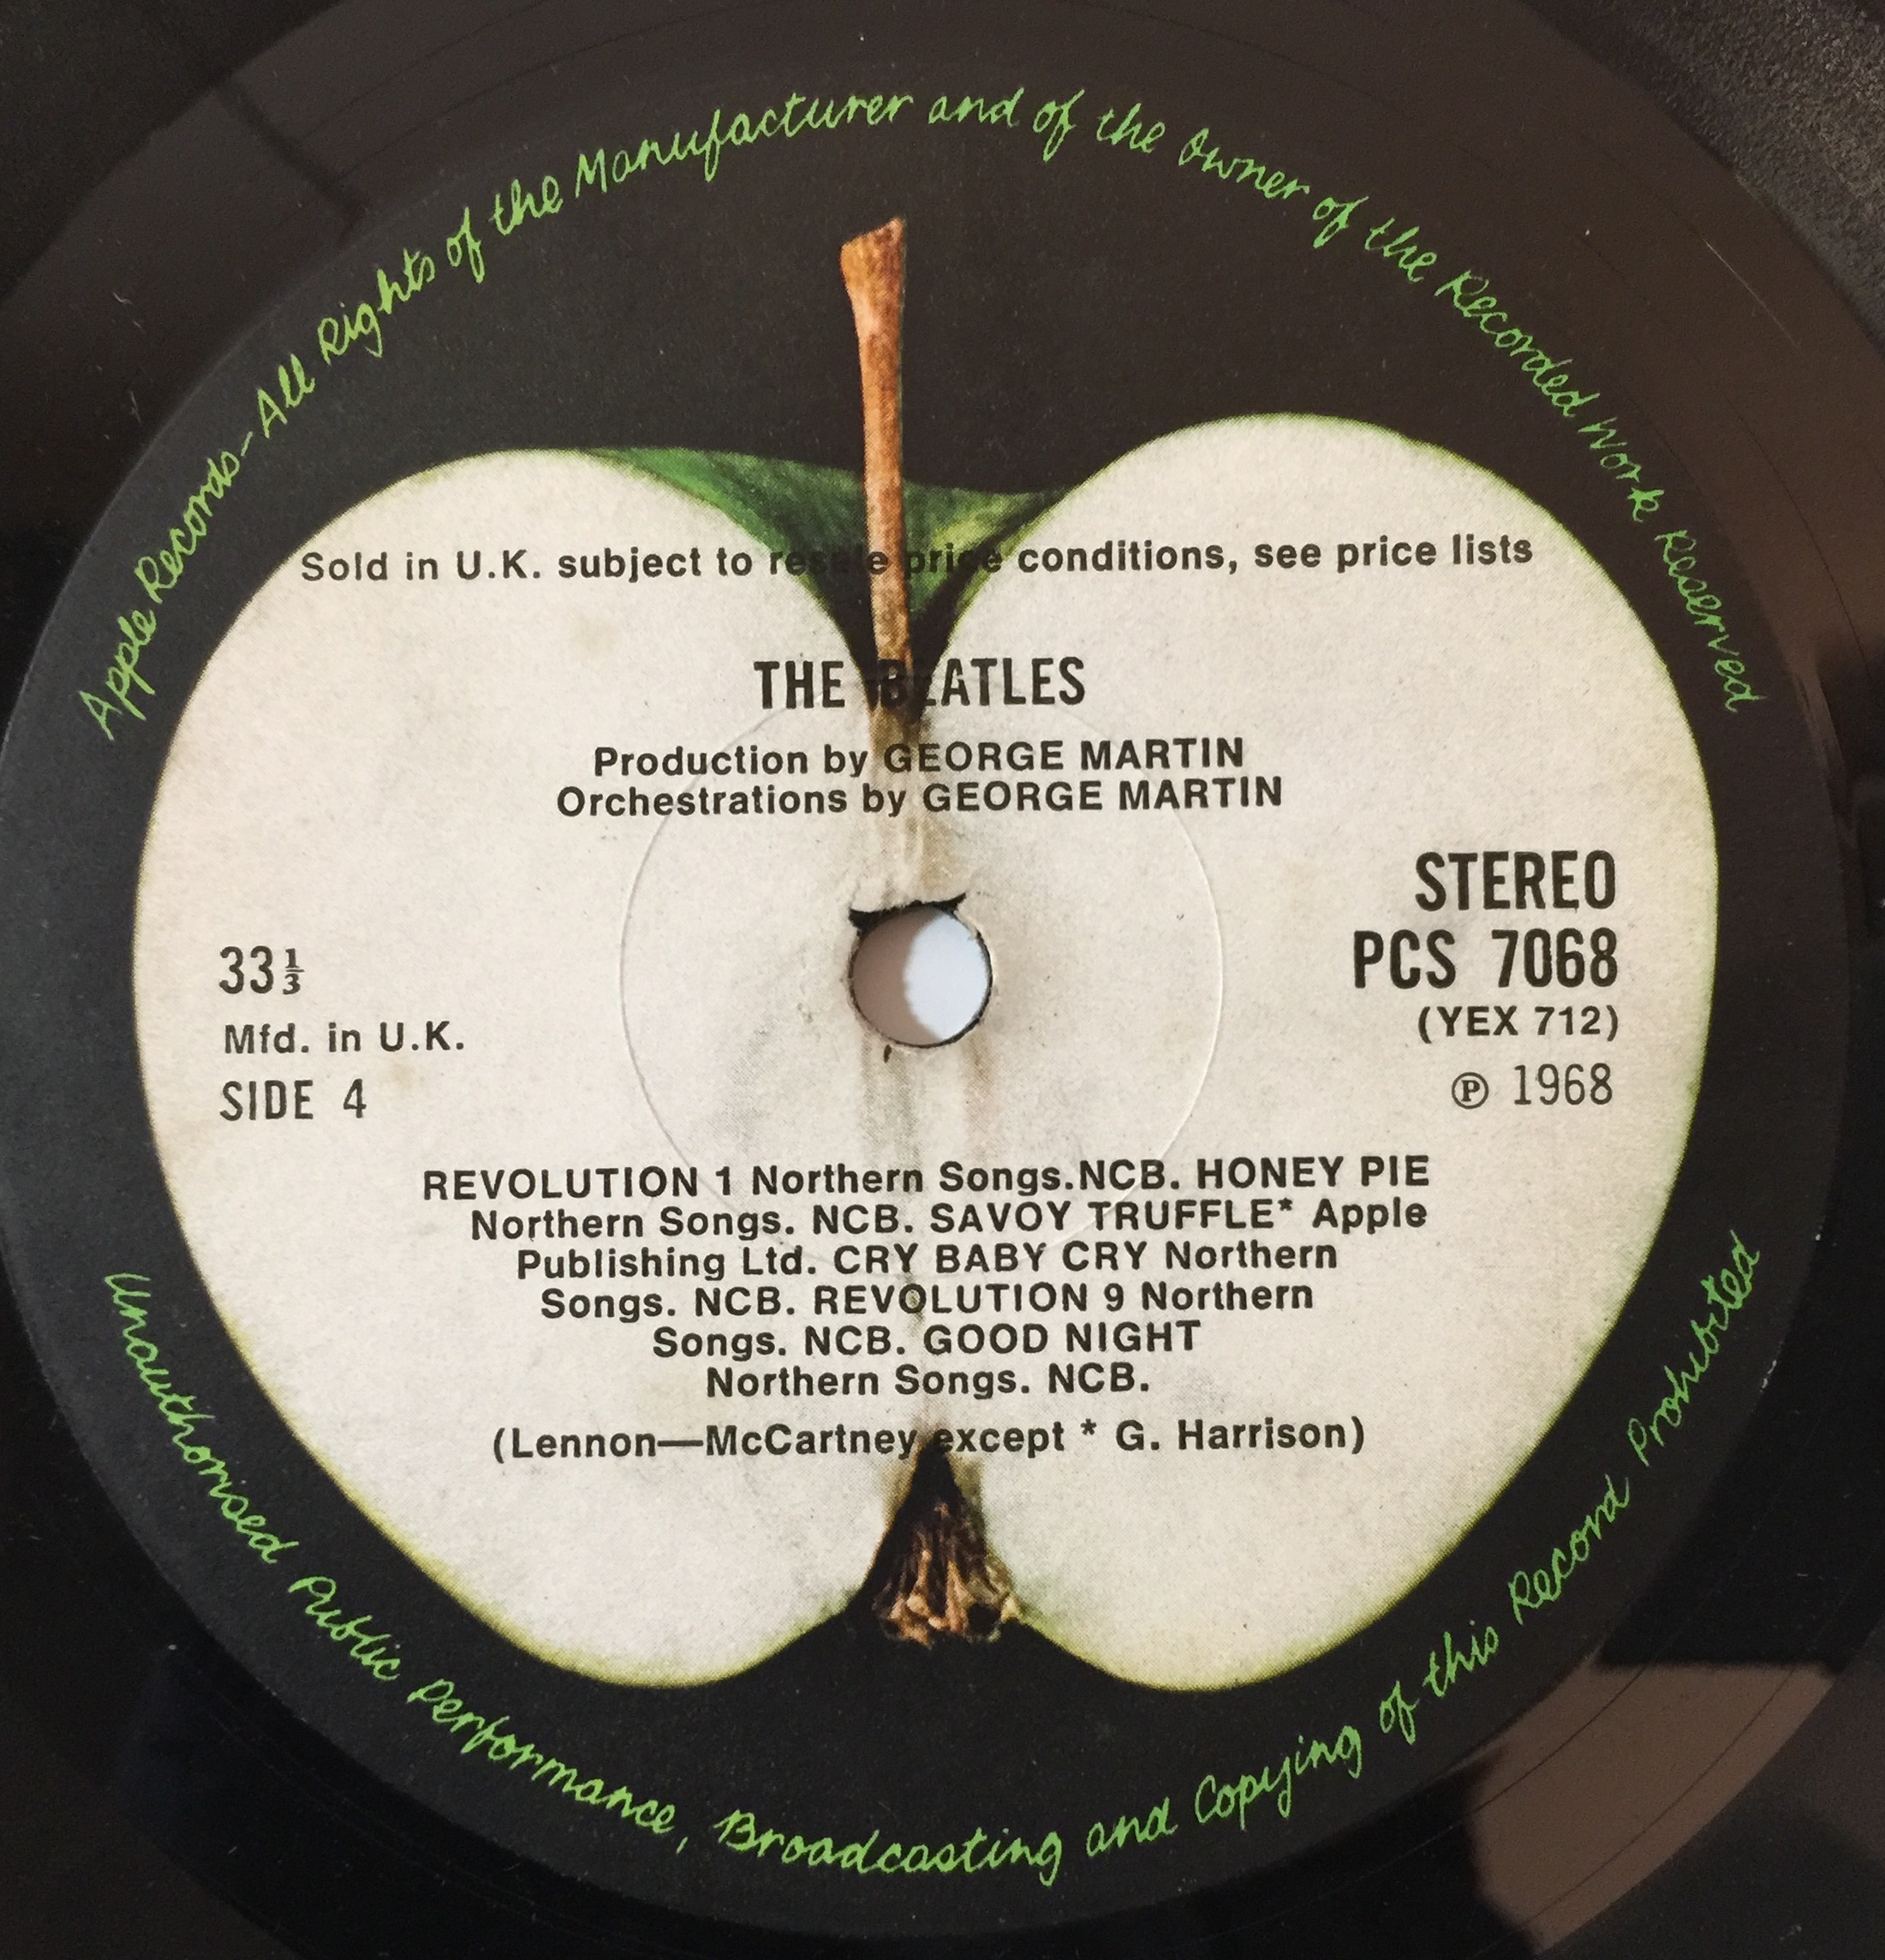 Apple Records–All Rights of the Manufacturer and of the Owner of the Recorded Work Reserved
Sold in U.K. subject to resale price conditions, see price lists
THE BEATLES
Production by GEORGE MARTIN
Orchestrations by GEORGE MARTIN
STEREO
PCS 7068
(YEX 712)
℗ 1968
33⅓
Mfd. in U.K.
SIDE 4
REVOLUTION 1 Northern Songs.NCB. HONEY PIE
Northern Songs. NCB. SAVOY TRUFFLE* Apple
Publishing Ltd. CRY BABY CRY Northern
Songs. NCB. REVOLUTION 9 Northern
Songs. NCB. GOOD NIGHT
Northern Songs. NCB.
(Lennon—McCartney except * G. Harrison)
Unauthorised Public Performance, Broadcasting and Copying of this Record Prohibited